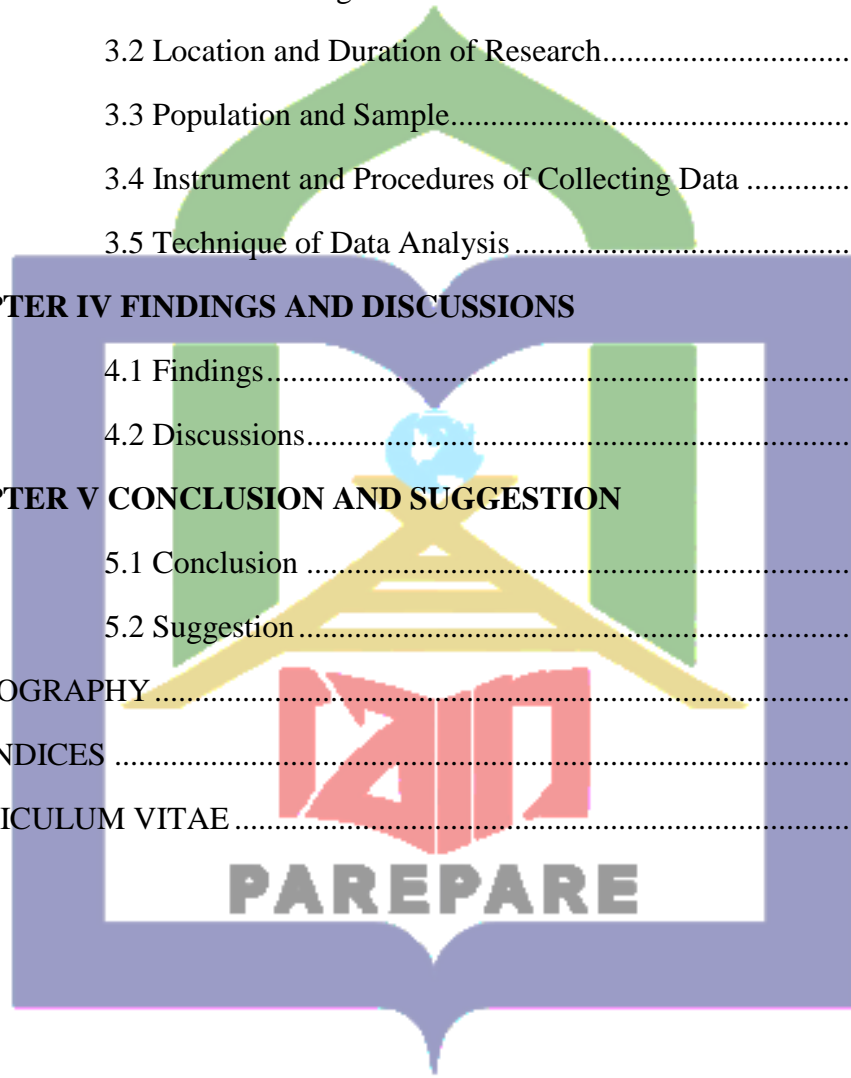 3.2 Location and Duration of Research....................................
3.3 Population and Sample....................................................
3.4 Instrument and Procedures of Collecting Data ...............
3.5 Technique of Data Analysis ............................................
PTER IV FINDINGS AND DISCUSSIONS
4.1 Findings...........................................................................
4.2 Discussions......................................................................
PTER V CONCLUSION AND SUGGESTION
5.1 Conclusion ......................................................................
5.2 Suggestion .......................................................................
OGRAPHY .........................................................................................
NDICES ..............................................................................................
ICULUM VITAE ...............................................................................
PAREPARE